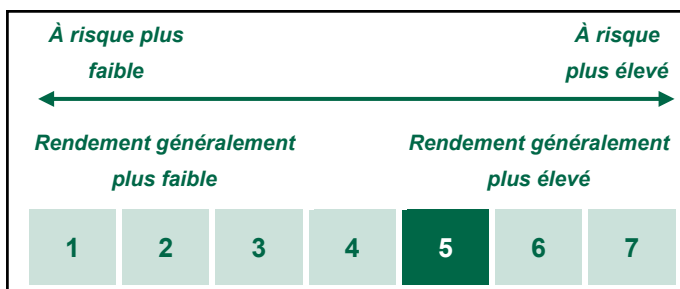 À risque plus
faible
À risque
plus élevé
Rendement généralement
plus faible
Rendement généralement
plus élevé
1 2 3 4 5 6 7